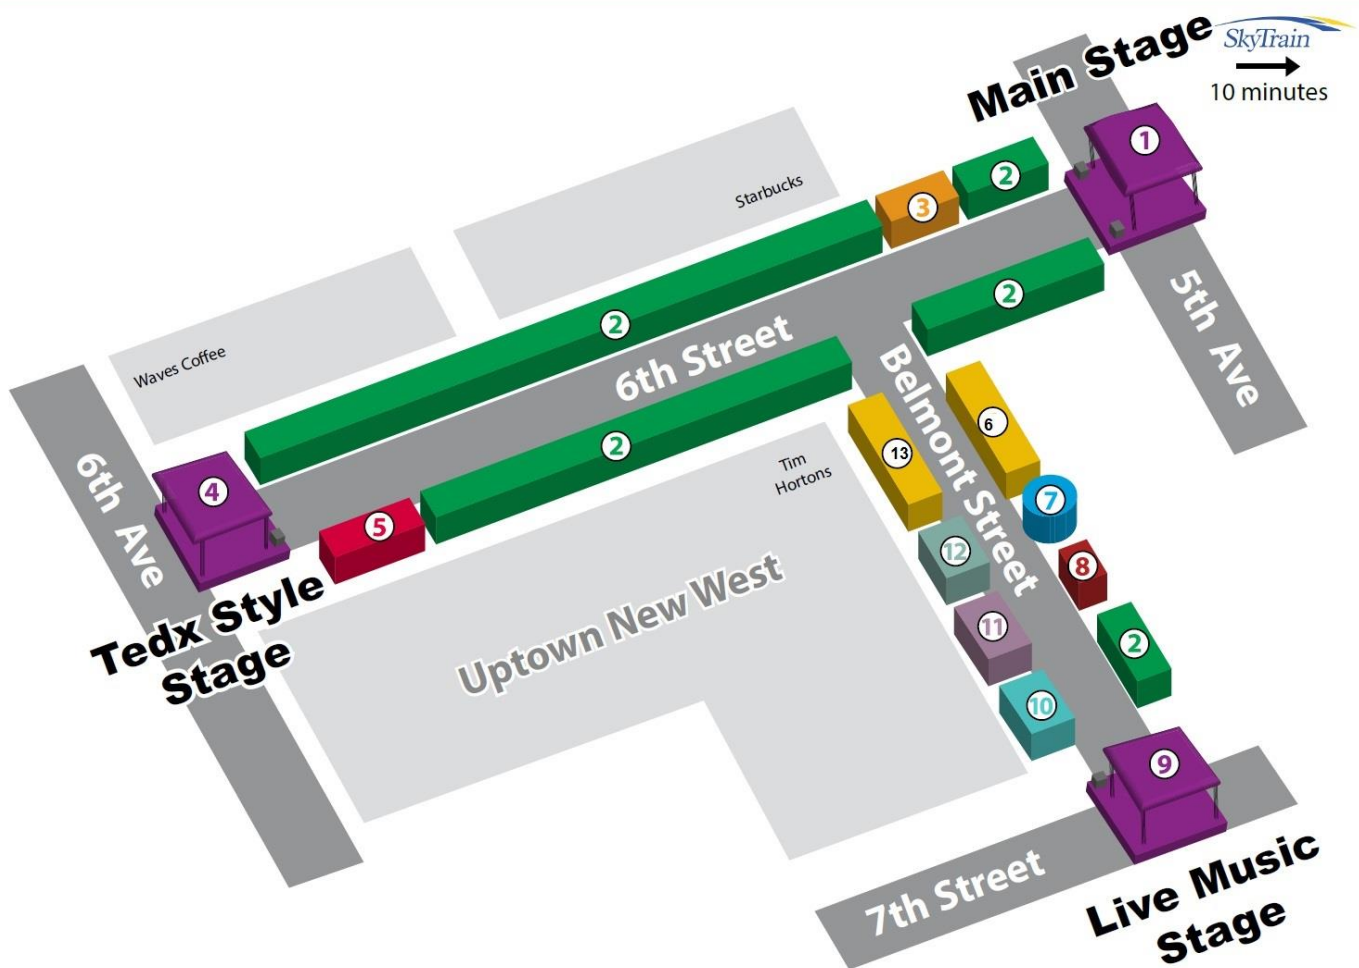 Main Stage
SkyTrain
10 minutes
1
2
3
Starbucks
2
2
5th Ave
Waves Coffee
6th Street
Belmont Street
2
6
13
Tim
Hortons
6th Ave
4
5
7
12
8
Uptown New West
11
2
Tedx Style
Stage
10
9
7th Street
Live Music
Stage